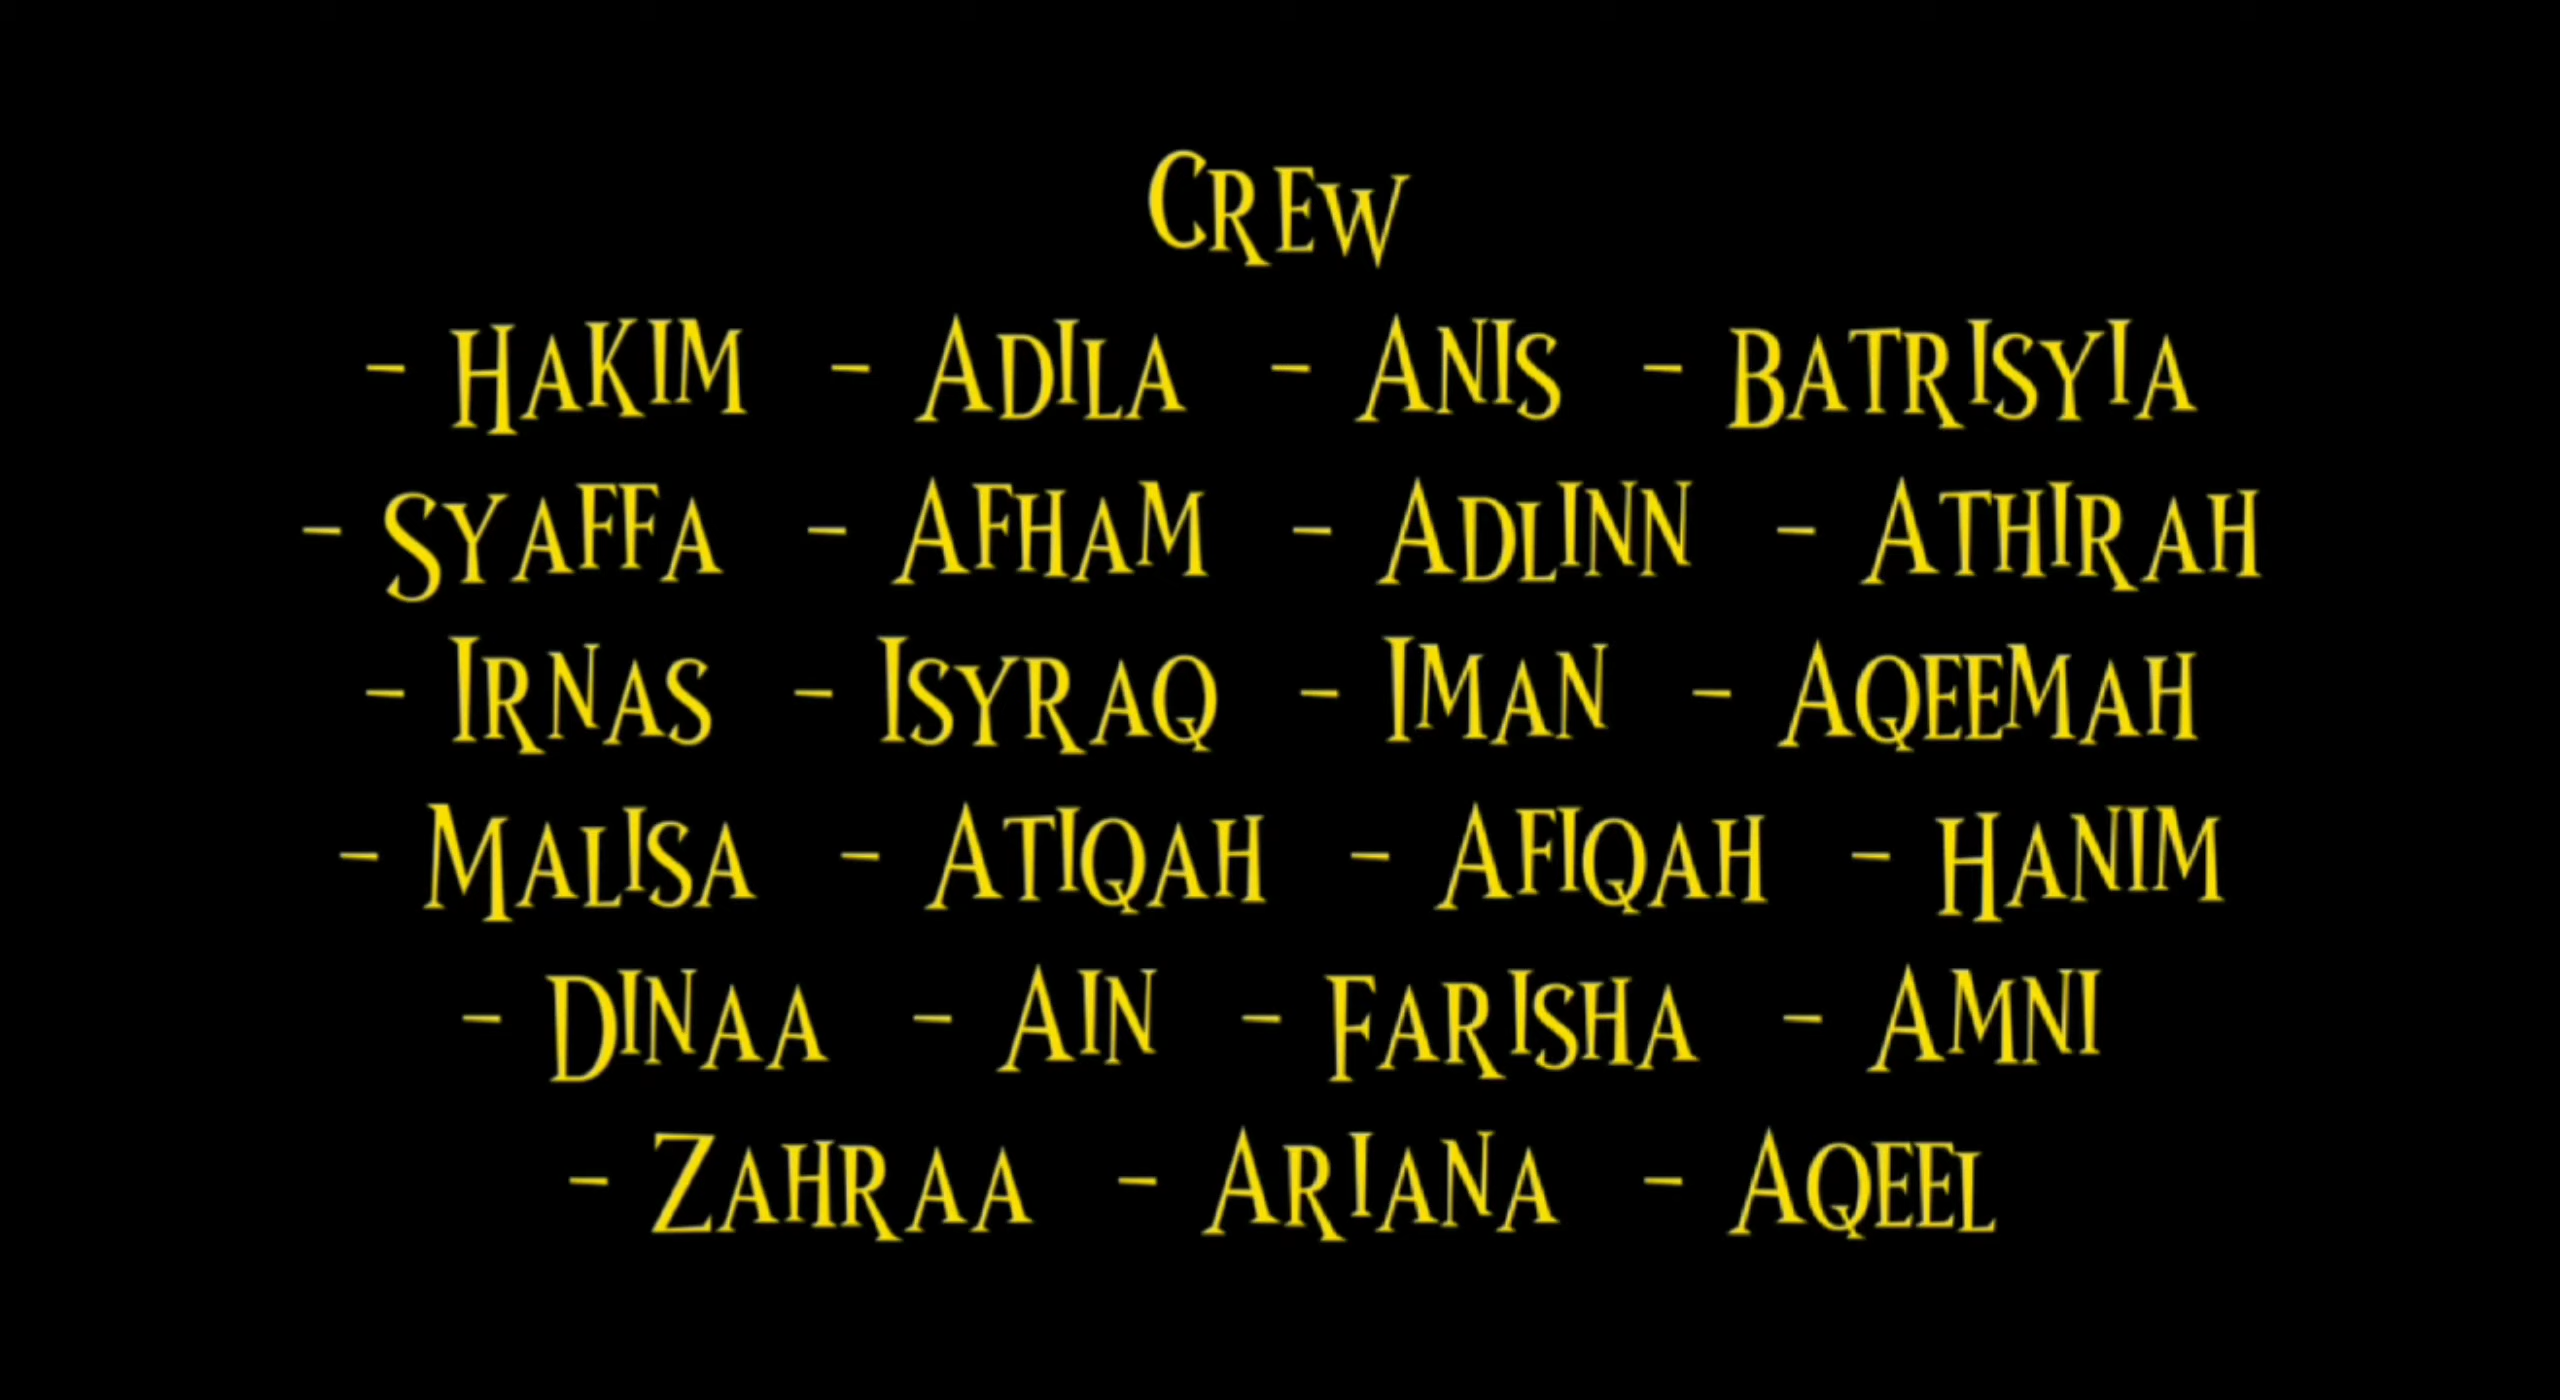 Crew
- Hakim - Adila - Anis - Batrisyia
- Syaffa - Afham - Adlinn - Athirah
- Irnas - Isyraq - Iman - Aqeemah
- Malisa - Atiqah - Afiqah - Hanim
- Dinaa - Ain - Farisha - Amni
- Zahraa - Ariana - Aqeel